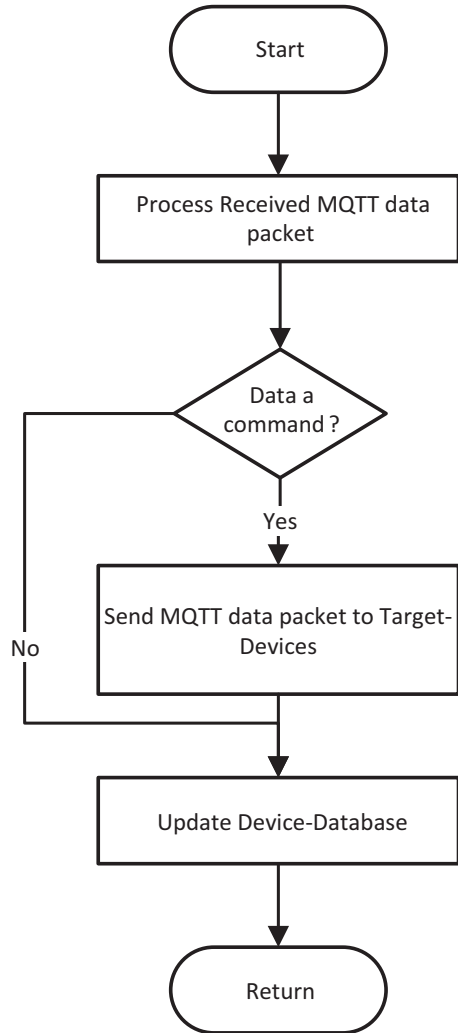 Start
Process Received MQTT data
packet
Data a
command ?
Yes
Send MQTT data packet to Target-
Devices
No
Update Device-Database
Return